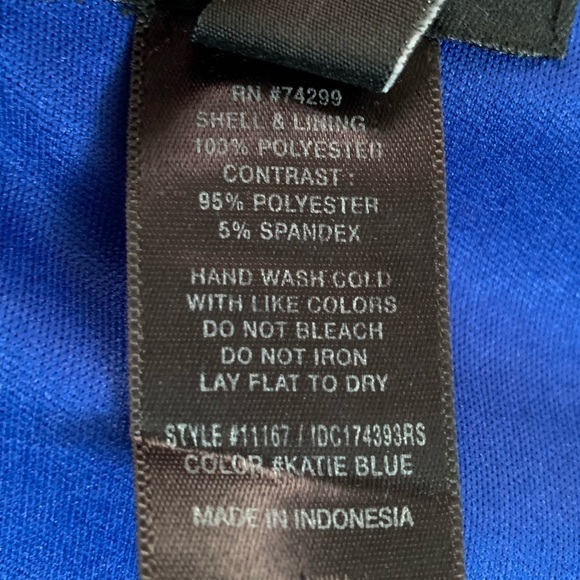 RN #74299
SHELL & LINING :
100% POLYESTER
CONTRAST :
95% POLYESTER
5% SPANDEX
HAND WASH COLD
WITH LIKE COLORS
DO NOT BLEACH
DO NOT IRON
LAY FLAT TO DRY
STYLE #11167 / IDC174393RS
COLOR #KATIE BLUE
MADE IN INDONESIA